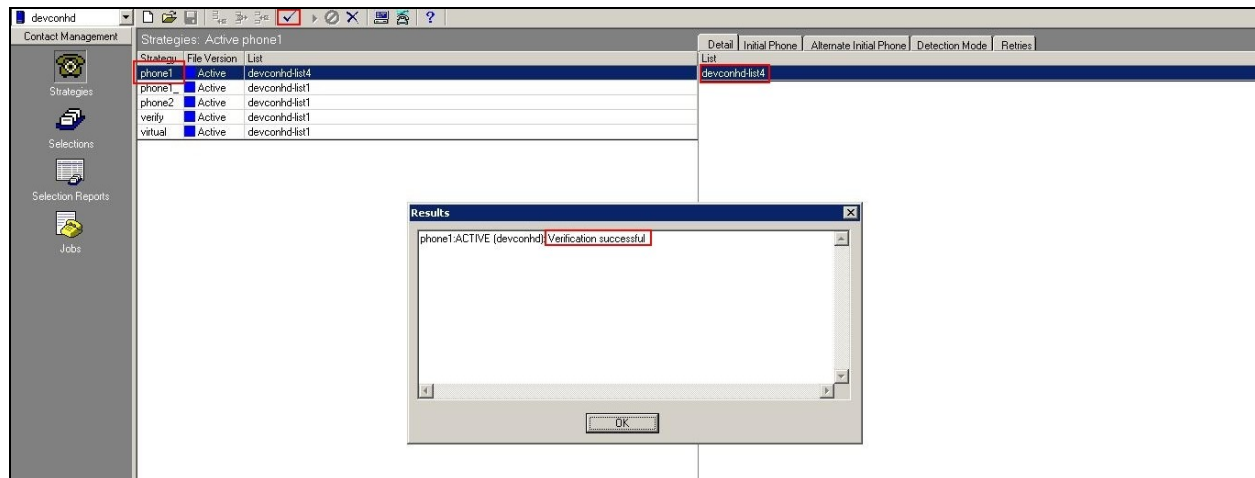 devconhd
Contact Management
Strategies
Selections
Selection Reports
Jobs
Strategies: Active phone1
Strategy File Version List
phone1 Active devconhd-list4
phone1_ Active devconhd-list1
phone2 Active devconhd-list1
verify Active devconhd-list1
virtual Active devconhd-list1
Detail Initial Phone Alternate Initial Phone Detection Mode Retries
List
devconhd-list4
Results
phone1:ACTIVE (devconhd): Verification successful
OK